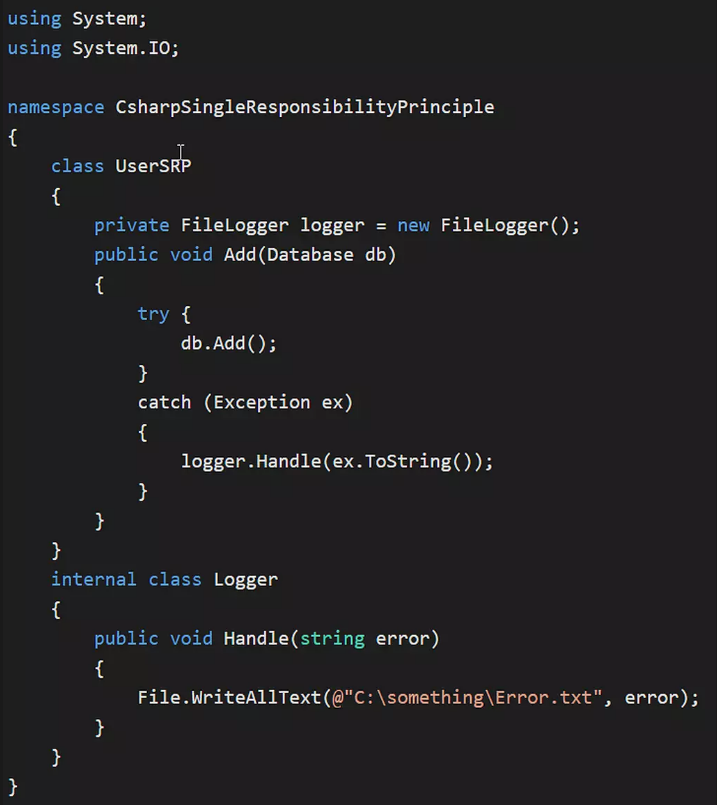 using System;
using System.IO;
namespace CsharpSingleResponsibilityPrinciple
{
class UserSRP
{
private FileLogger logger = new FileLogger();
public void Add(Database db)
{
try {
db.Add();
}
catch (Exception ex)
{
logger.Handle(ex.ToString());
}
}
}
internal class Logger
{
public void Handle(string error)
{
File.WriteAllText(@"C:\something\Error.txt", error);
}
}
}